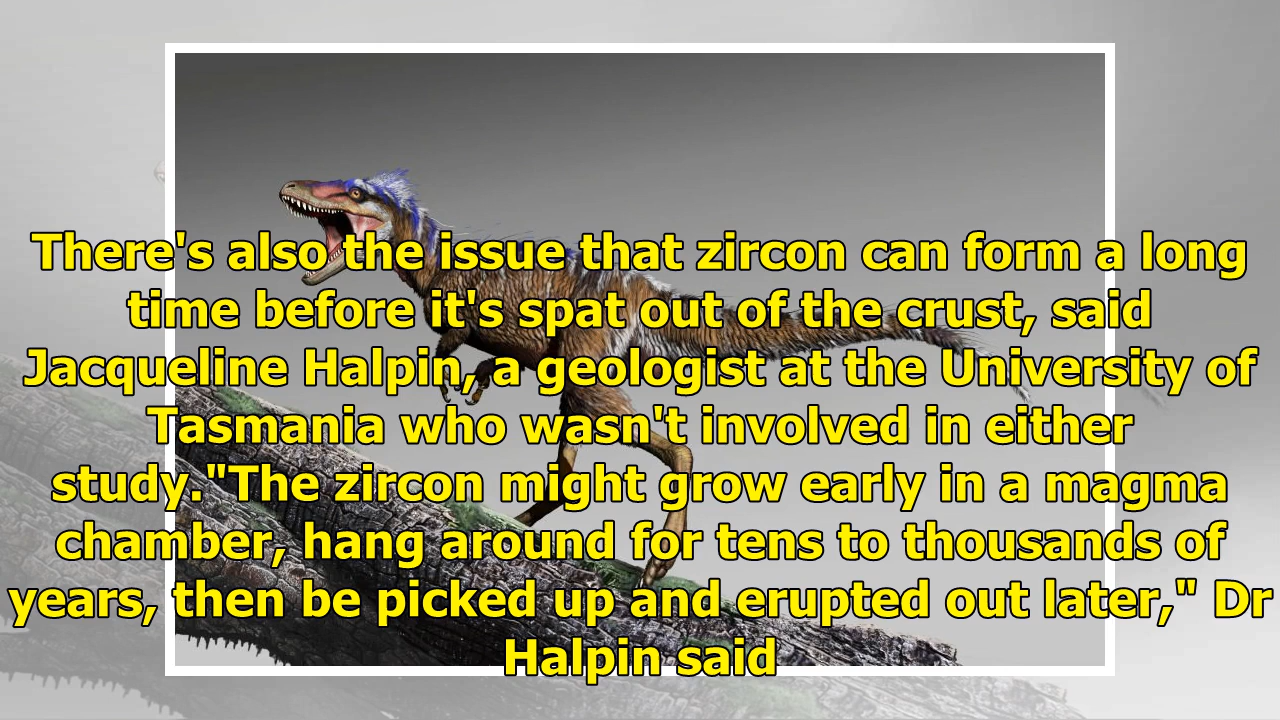 There's also the issue that zircon can form a long
time before it's spat out of the crust, said
Jacqueline Halpin, a geologist at the University of
Tasmania who wasn't involved in either
study."The zircon might grow early in a magma
chamber, hang around for tens to thousands of
years, then be picked up and erupted out later," Dr
Halpin said